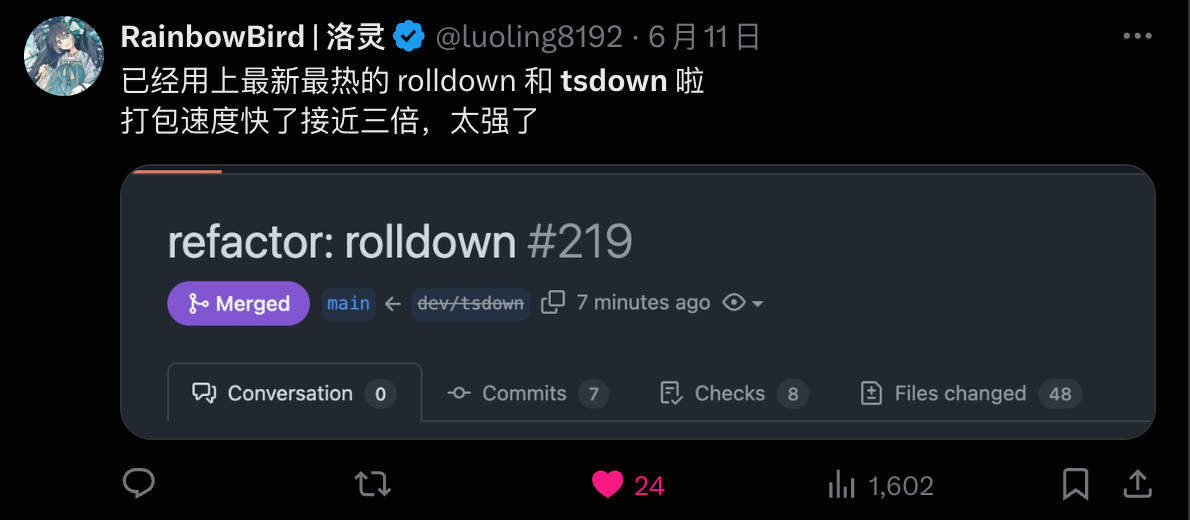 RainbowBird | 洛灵 @luoling8192 · 6月11日
已经用上最新最热的 rolldown 和 tsdown 啦
打包速度快了接近三倍，太强了
refactor: rolldown #219
Merged main ← dev/tsdown 7 minutes ago
Conversation 0 Commits 7 Checks 8 Files changed 48
24 1,602